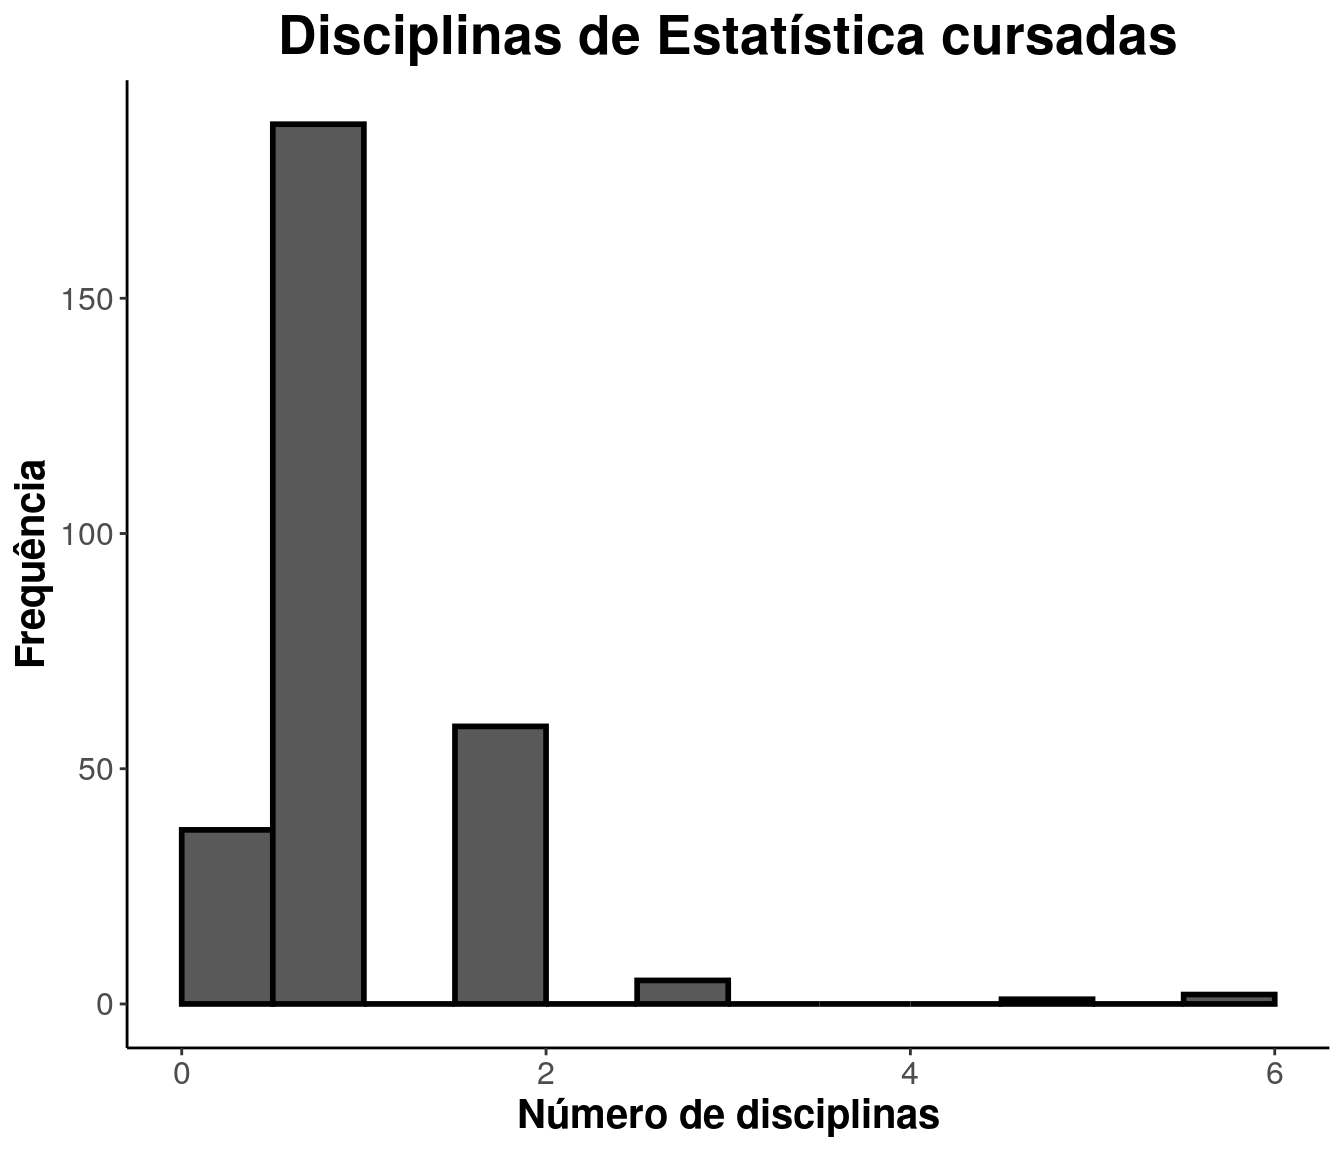 Disciplinas de Estatística cursadas
Frequência
150
100
50
0
0 2 4 6
Número de disciplinas